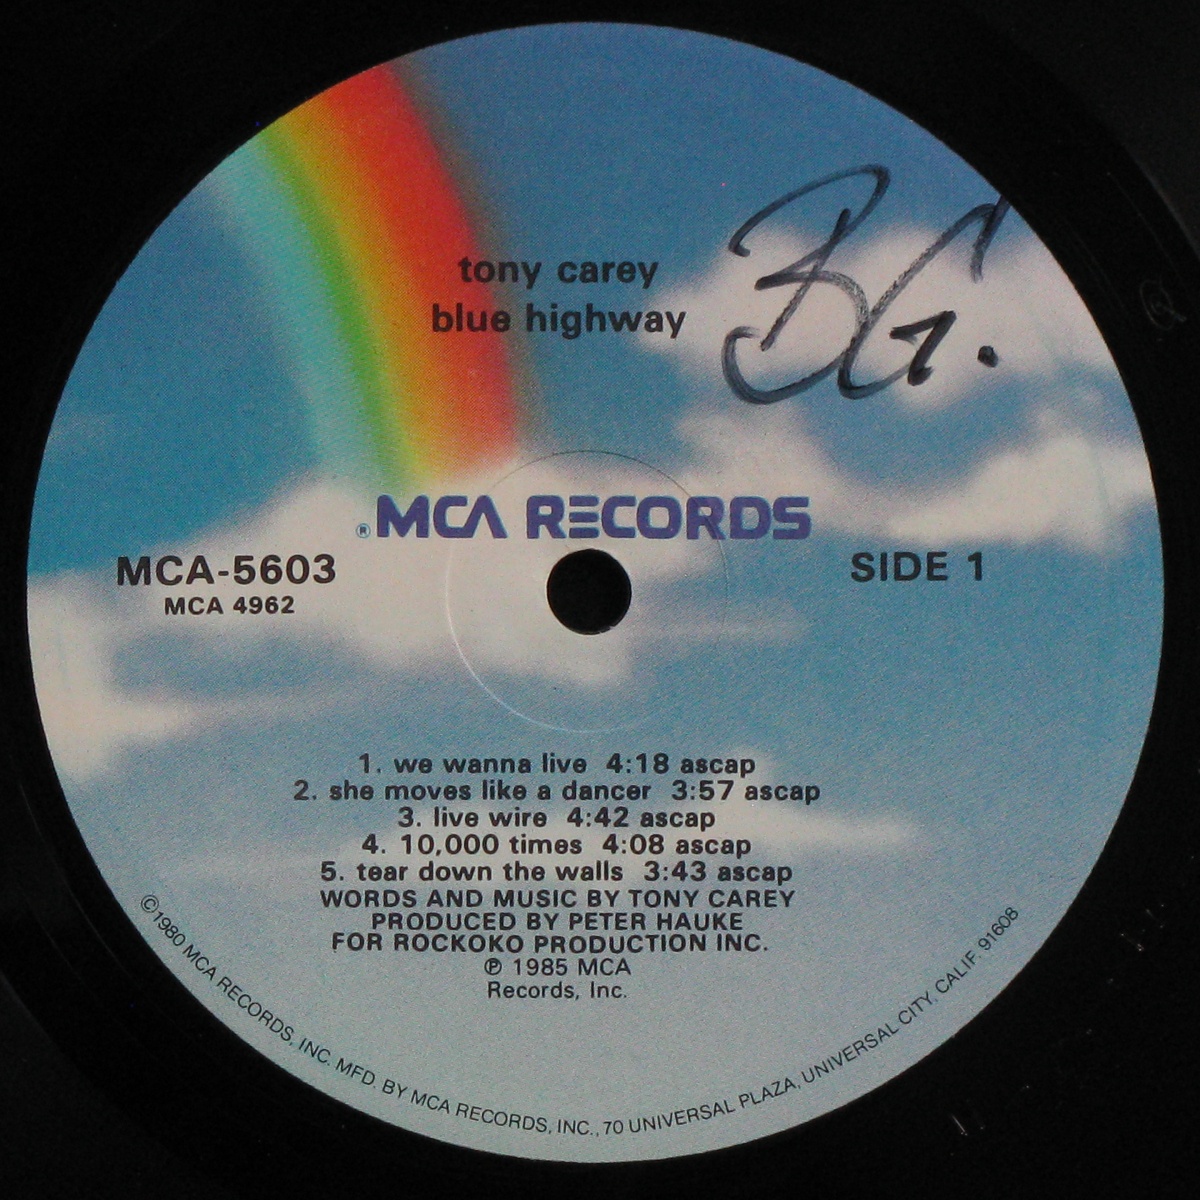 tony carey
blue highway
BG.
® MCA RECORDS
MCA-5603
MCA 4962
SIDE 1
1. we wanna live 4:18 ascap
2. she moves like a dancer 3:57 ascap
3. live wire 4:42 ascap
4. 10,000 times 4:08 ascap
5. tear down the walls 3:43 ascap
WORDS AND MUSIC BY TONY CAREY
PRODUCED BY PETER HAUKE
FOR ROCKOKO PRODUCTION INC.
℗ 1985 MCA
Records, Inc.
©1980 MCA RECORDS, INC. MFD. BY MCA RECORDS, INC., 70 UNIVERSAL PLAZA, UNIVERSAL CITY, CALIF. 91608